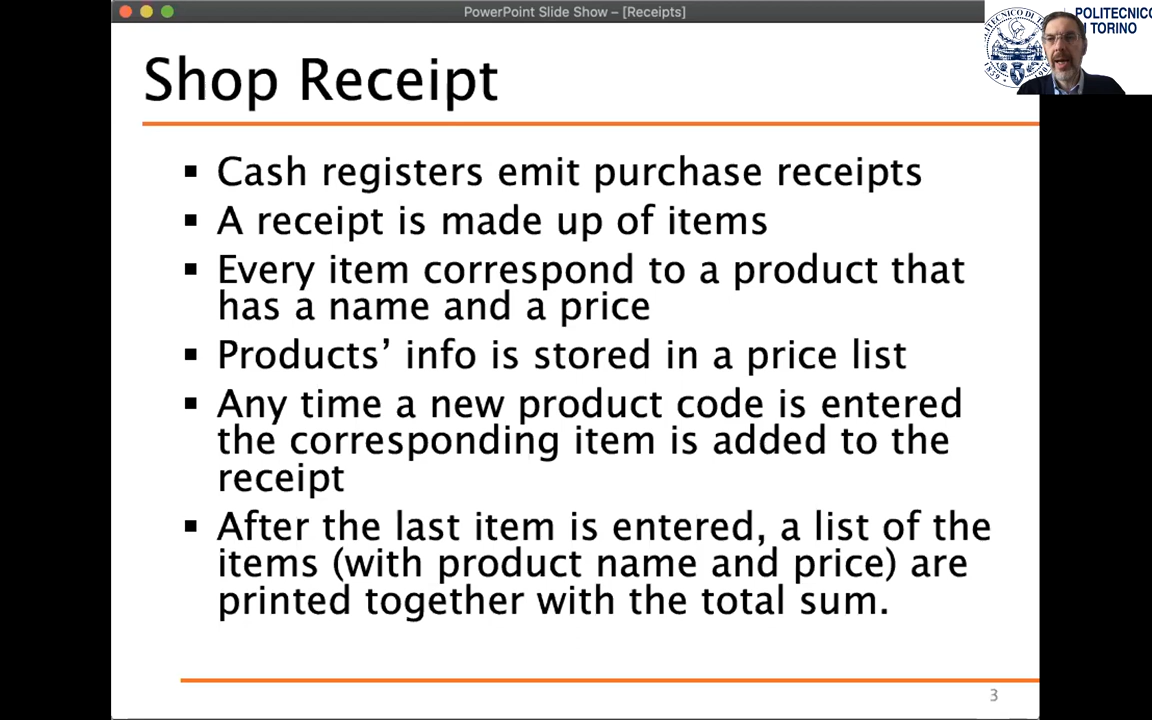 PowerPoint Slide Show – [Receipts]
POLITECNICO
DI TORINO
Shop Receipt
▪ Cash registers emit purchase receipts
▪ A receipt is made up of items
▪ Every item correspond to a product that
has a name and a price
▪ Products’ info is stored in a price list
▪ Any time a new product code is entered
the corresponding item is added to the
receipt
▪ After the last item is entered, a list of the
items (with product name and price) are
printed together with the total sum.
3